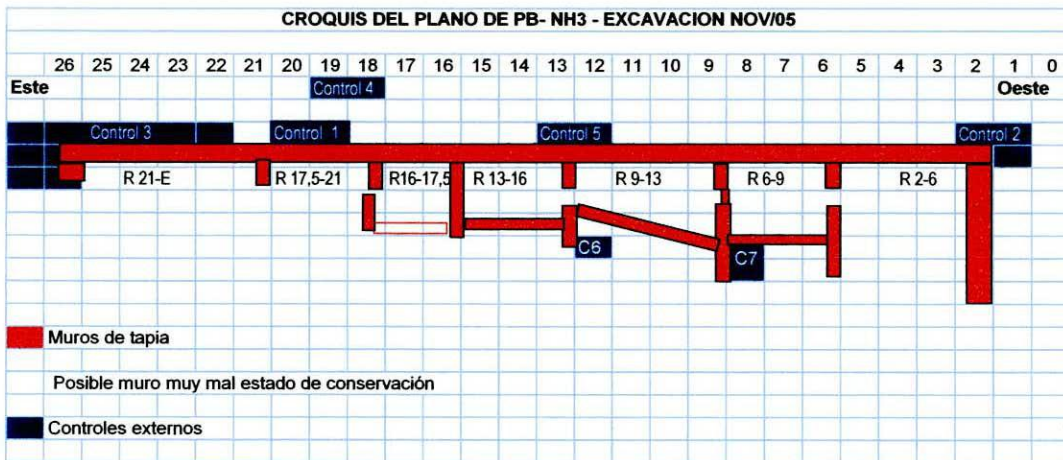 CROQUIS DEL PLANO DE PB- NH3 - EXCAVACION NOV/05
26 25 24 23 22 21 20 19 18 17 16 15 14 13 12 11 10 9 8 7 6 5 4 3 2 1 0
Este Control 4 Oeste
Control 3 Control 1 Control 5 Control 2
R 21-E R 17,5-21 R16-17,5 R 13-16 R 9-13 R 6-9 R 2-6
C6 C7
Muros de tapia
Posible muro muy mal estado de conservación
Controles externos